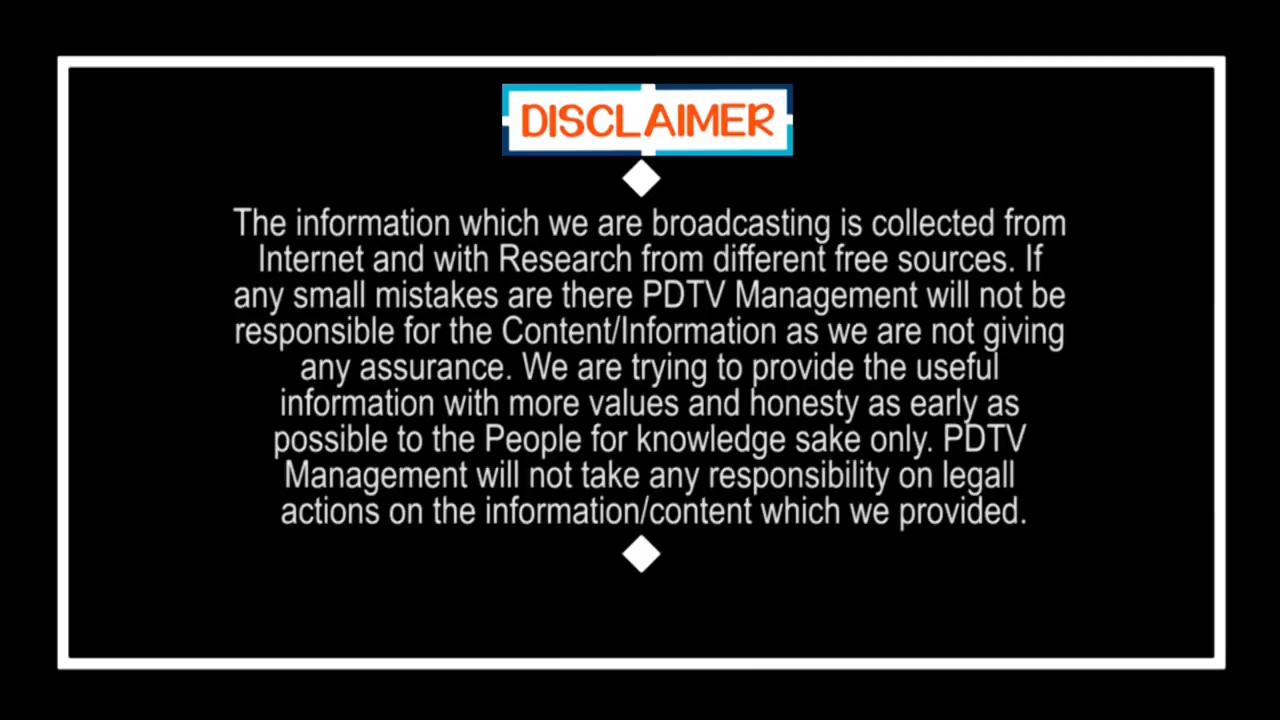 DISCLAIMER
The information which we are broadcasting is collected from
Internet and with Research from different free sources. If
any small mistakes are there PDTV Management will not be
responsible for the Content/Information as we are not giving
any assurance. We are trying to provide the useful
information with more values and honesty as early as
possible to the People for knowledge sake only. PDTV
Management will not take any responsibility on legall
actions on the information/content which we provided.